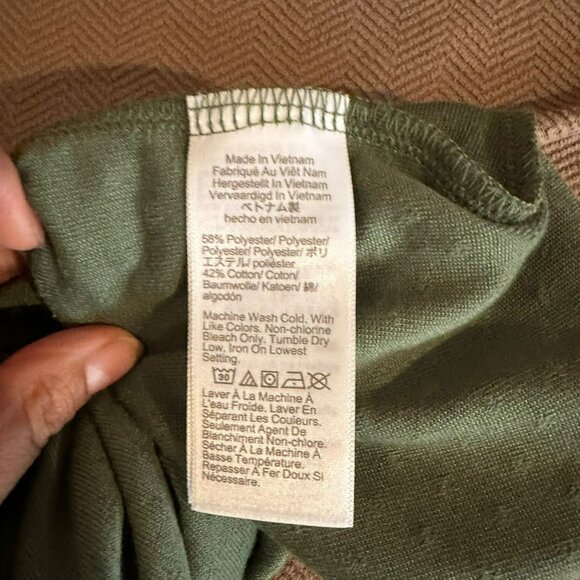 Made In Vietnam
Fabriqué Au Viêt Nam
Hergestellt In Vietnam
Vervaardigd In Vietnam
ベトナム製
hecho en vietnam
58% Polyester/ Polyester/
Polyester/ Polyester/ ポリ
エステル/ poliéster
42% Cotton/ Coton/
Baumwolle/ Katoen/ 綿/
algodón
Machine Wash Cold. With
Like Colors. Non-chlorine
Bleach Only. Tumble Dry
Low. Iron On Lowest
Setting.
30
Laver À La Machine À
L'eau Froide. Laver En
Séparant Les Couleurs.
Seulement Agent De
Blanchiment Non-chlore.
Sécher À La Machine À
Basse Température.
Repasser À Fer Doux Si
Nécessaire.